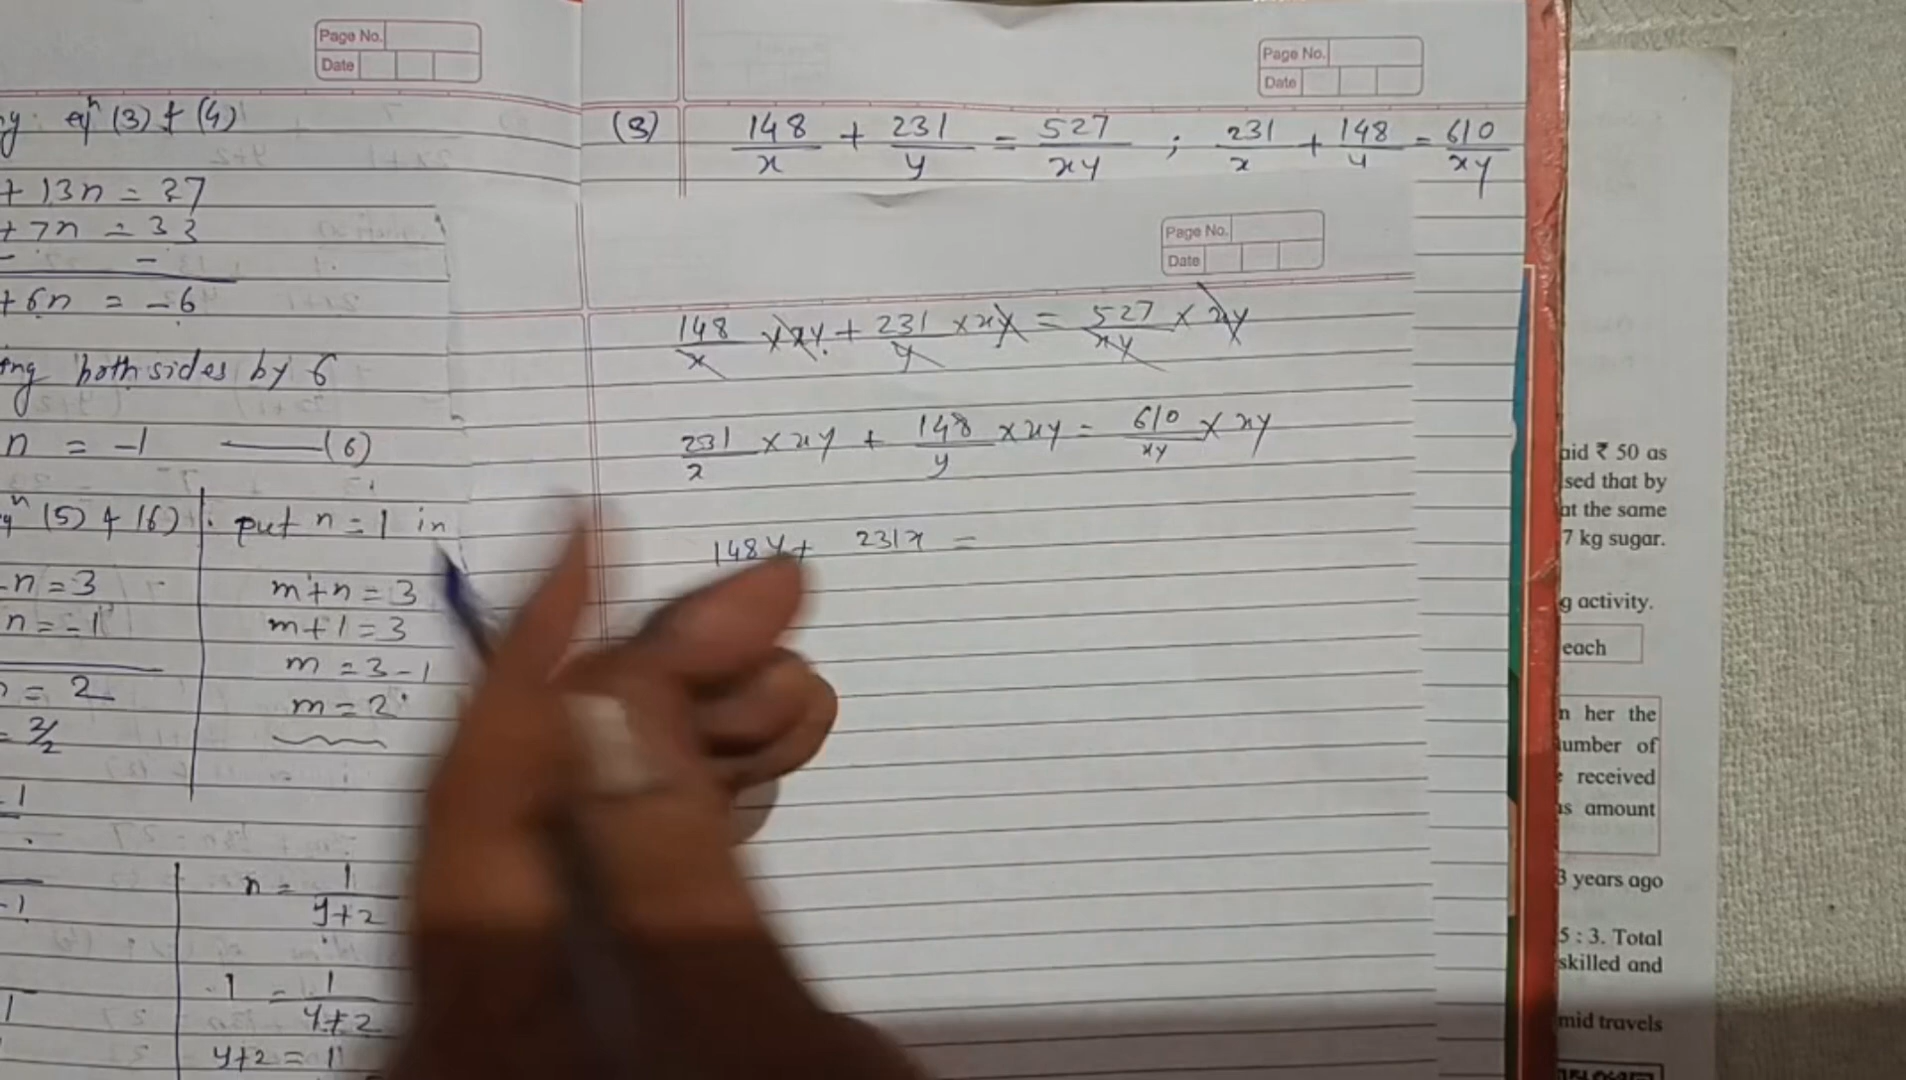 Page No.
Date
eqⁿ (3) & (4)
+ 13n = 27
+ 7n = 33
- -
+ 6n = -6
both sides by 6
n = -1 ——— (6)
eqⁿ (5) & (6)
-n = 3
n = -1
= 2
= 2/2
put n = 1 in
m + n = 3
m + 1 = 3
m = 3 - 1
m = 2
n = 1/y+2
1 = 1/y+2
y+2 = 1
Page No.
Date
(3) 148/x + 231/y = 527/xy ; 231/x + 148/y = 610/xy
Page No.
Date
148/x × xy + 231/y × xy = 527/xy × xy
231/x × xy + 148/y × xy = 610/xy × xy
148y + 231x =
₹ 50 as
sed that by
at the same
7 kg sugar.
g activity.
each
n her the
umber of
received
as amount
3 years ago
5 : 3. Total
skilled and
mid travels